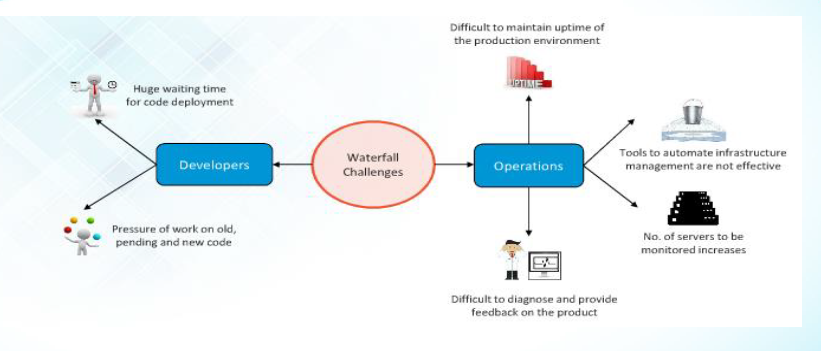 Difficult to maintain uptime of
the production environment
UPTIME
Huge waiting time
for code deployment
Developers
Waterfall
Challenges
Operations
Tools to automate infrastructure
management are not effective
Pressure of work on old,
pending and new code
No. of servers to be
monitored increases
Difficult to diagnose and provide
feedback on the product